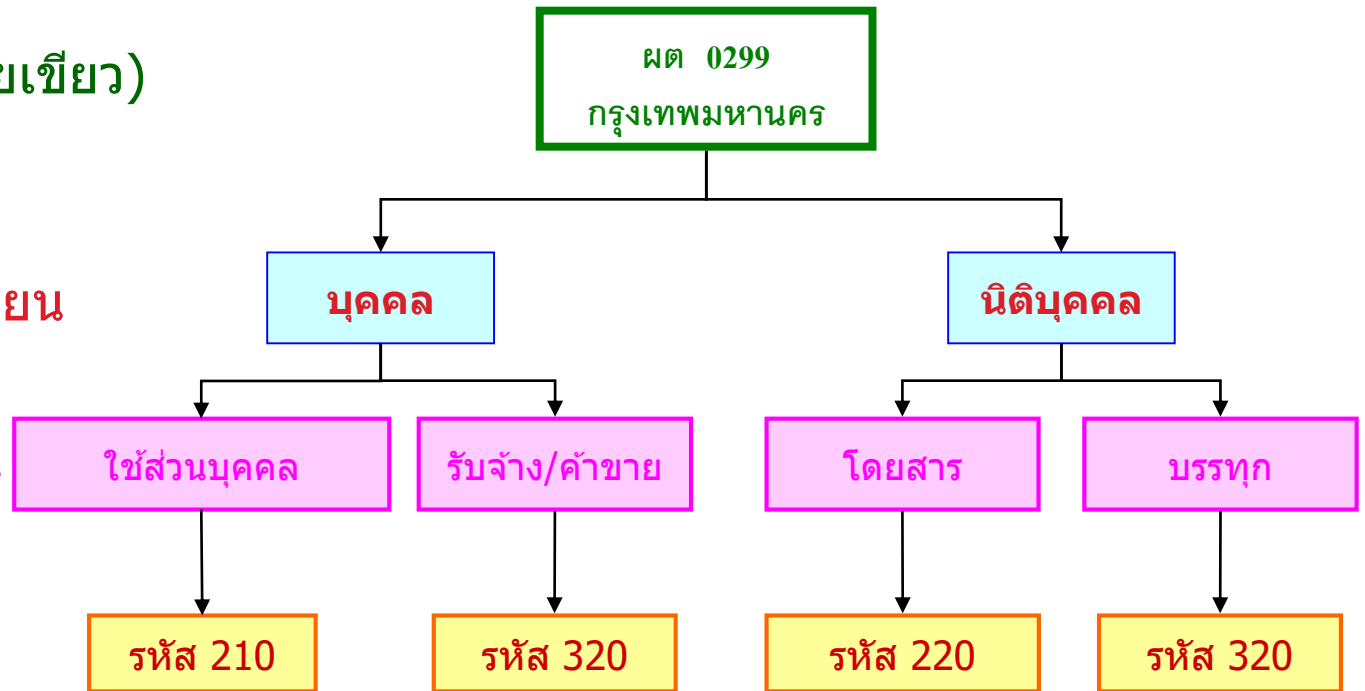 ผต 0299
ยเขียว)
กรุงเทพมหานคร
ยน
บุคคล
นิติบุคคล
ใช้ส่วนบุคคล
รับจ้าง/ค้าขาย
โดยสาร
บรรทุก
รหัส 210
รหัส 320
รหัส 220
รหัส 320